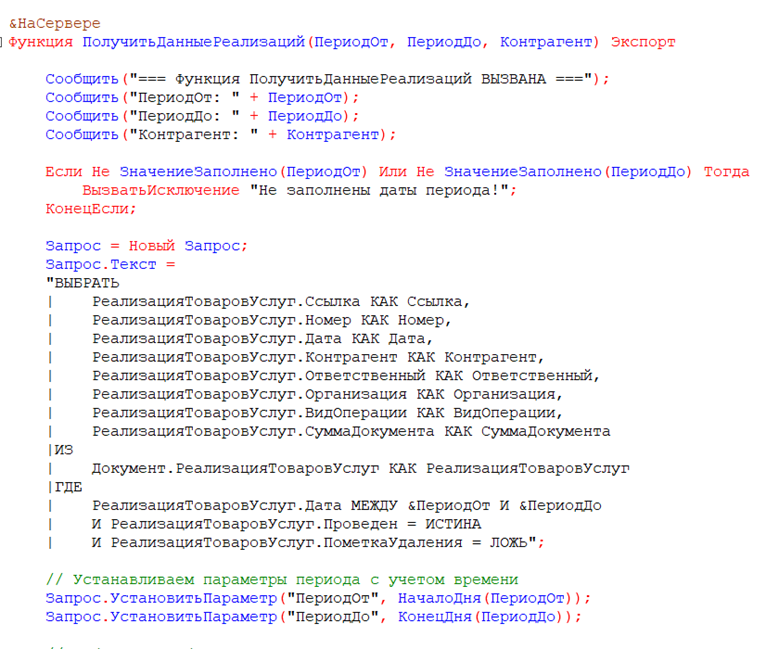 &НаСервере
Функция ПолучитьДанныеРеализаций(ПериодОт, ПериодДо, Контрагент) Экспорт
Сообщить("=== Функция ПолучитьДанныеРеализаций ВЫЗВАНА ===");
Сообщить("ПериодОт: " + ПериодОт);
Сообщить("ПериодДо: " + ПериодДо);
Сообщить("Контрагент: " + Контрагент);
Если Не ЗначениеЗаполнено(ПериодОт) Или Не ЗначениеЗаполнено(ПериодДо) Тогда
ВызватьИсключение "Не заполнены даты периода!";
КонецЕсли;
Запрос = Новый Запрос;
Запрос.Текст =
"ВЫБРАТЬ
|    РеализацияТоваровУслуг.Ссылка КАК Ссылка,
|    РеализацияТоваровУслуг.Номер КАК Номер,
|    РеализацияТоваровУслуг.Дата КАК Дата,
|    РеализацияТоваровУслуг.Контрагент КАК Контрагент,
|    РеализацияТоваровУслуг.Ответственный КАК Ответственный,
|    РеализацияТоваровУслуг.Организация КАК Организация,
|    РеализацияТоваровУслуг.ВидОперации КАК ВидОперации,
|    РеализацияТоваровУслуг.СуммаДокумента КАК СуммаДокумента
|ИЗ
|    Документ.РеализацияТоваровУслуг КАК РеализацияТоваровУслуг
|ГДЕ
|    РеализацияТоваровУслуг.Дата МЕЖДУ &ПериодОт И &ПериодДо
|    И РеализацияТоваровУслуг.Проведен = ИСТИНА
|    И РеализацияТоваровУслуг.ПометкаУдаления = ЛОЖЬ";
// Устанавливаем параметры периода с учетом времени
Запрос.УстановитьПараметр("ПериодОт", НачалоДня(ПериодОт));
Запрос.УстановитьПараметр("ПериодДо", КонецДня(ПериодДо));